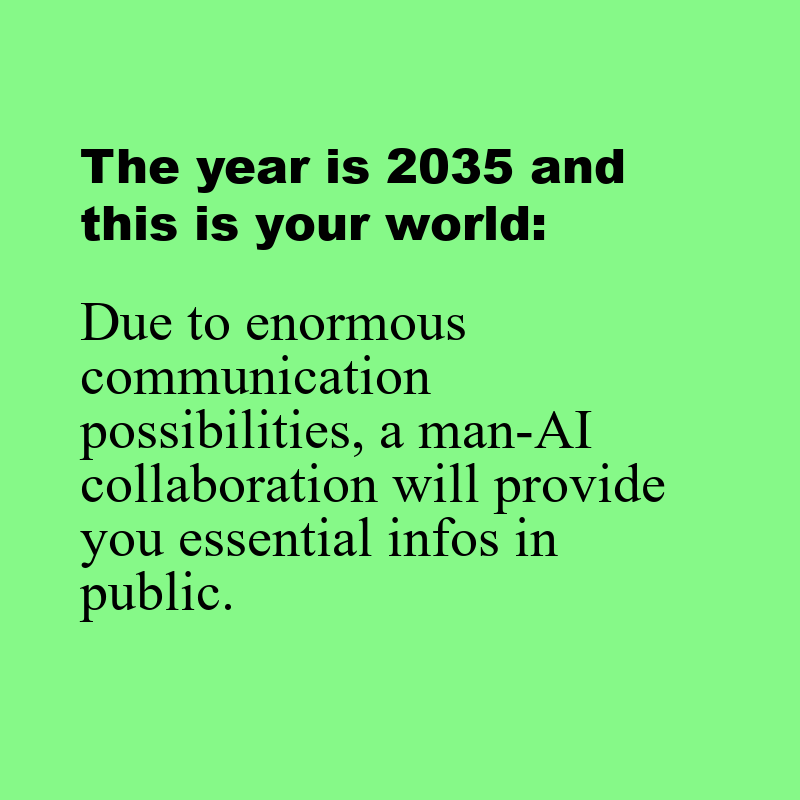 The year is 2035 and
this is your world:
Due to enormous
communication
possibilities, a man-AI
collaboration will provide
you essential infos in
public.